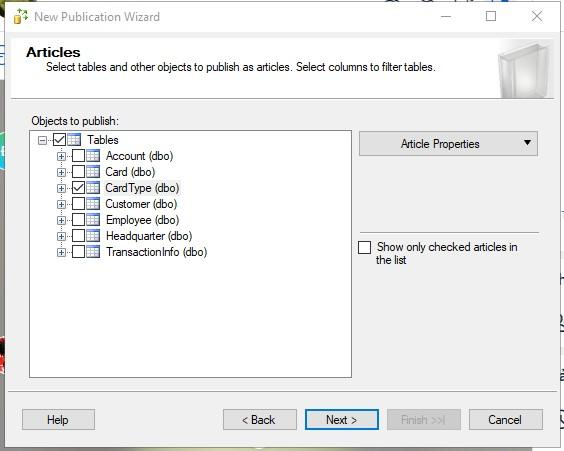 New Publication Wizard
Articles
Select tables and other objects to publish as articles. Select columns to filter tables.
Objects to publish:
Tables
Account (dbo)
Card (dbo)
CardType (dbo)
Customer (dbo)
Employee (dbo)
Headquarter (dbo)
TransactionInfo (dbo)
Article Properties
Show only checked articles in
the list
Help
< Back
Next >
Finish >>|
Cancel